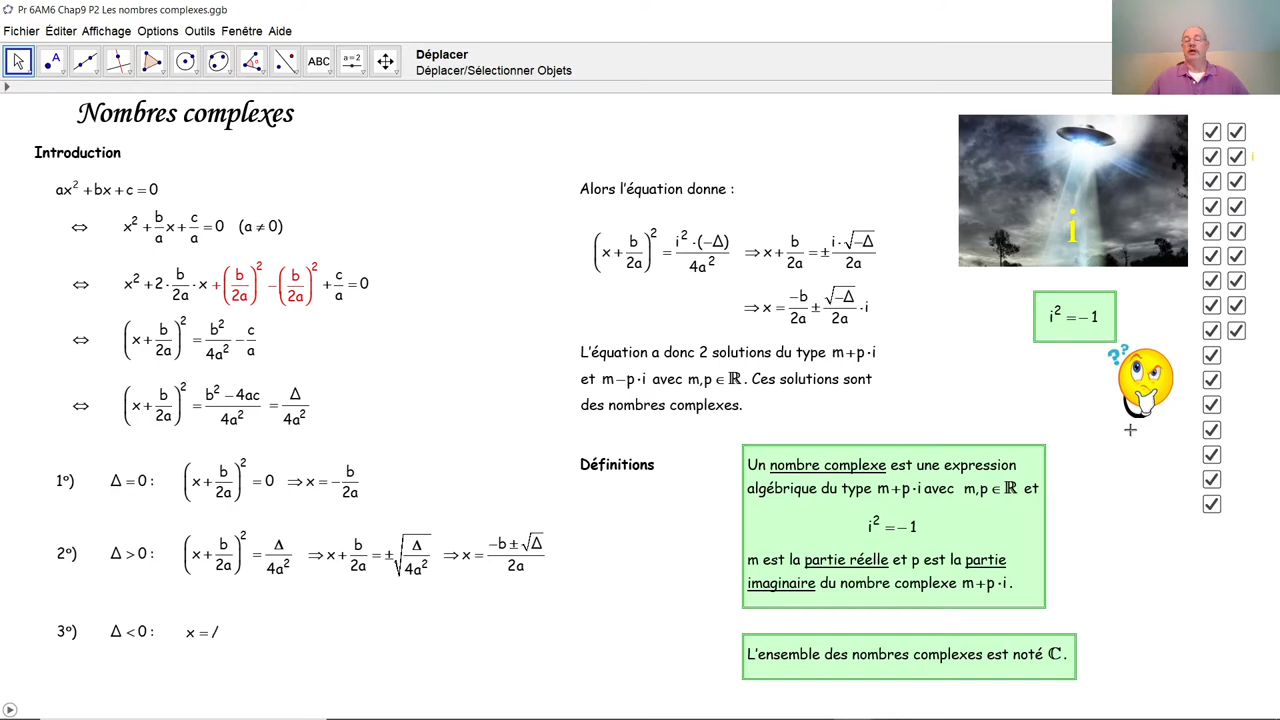 Pr 6AM6 Chap9 P2 Les nombres complexes.ggb
Fichier Éditer Affichage Options Outils Fenêtre Aide
A ABC a=2 α
Déplacer
Déplacer/Sélectionner Objets
Nombres complexes
Introduction
ax² + bx + c = 0
⇔ x² + b/a x + c/a = 0 (a ≠ 0)
⇔ x² + 2 · b/2a · x + (b/2a)² − (b/2a)² + c/a = 0
⇔ (x + b/2a)² = b²/4a² − c/a
⇔ (x + b/2a)² = b² − 4ac/4a² = Δ/4a²
1°) Δ = 0 : (x + b/2a)² = 0 ⇒ x = − b/2a
2°) Δ > 0 : (x + b/2a)² = Δ/4a² ⇒ x + b/2a = ± √(Δ/4a²) ⇒ x = −b ± √Δ/2a
3°) Δ < 0 : x = /
Alors l'équation donne :
(x + b/2a)² = i² · (−Δ)/4a² ⇒ x + b/2a = ± i · √−Δ/2a
⇒ x = −b/2a ± √−Δ/2a · i
L'équation a donc 2 solutions du type m + p · i
et m − p · i avec m, p ∈ ℝ. Ces solutions sont
des nombres complexes.
Définitions
Un nombre complexe est une expression
algébrique du type m + p · i avec m, p ∈ ℝ et
i² = − 1
m est la partie réelle et p est la partie
imaginaire du nombre complexe m + p · i .
L'ensemble des nombres complexes est noté ℂ.
i
i² = − 1
??
i